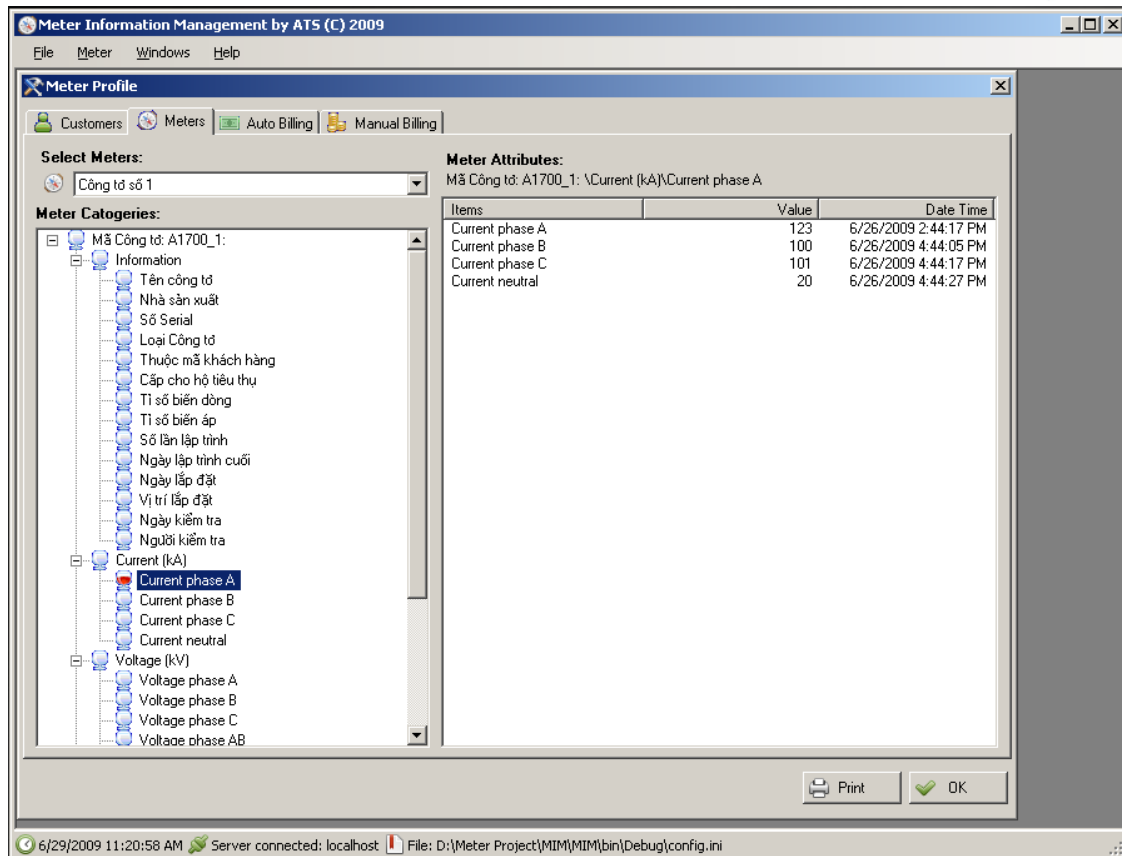 Meter Information Management by ATS (C) 2009
File Meter Windows Help
Meter Profile
Customers Meters Auto Billing Manual Billing
Select Meters:
Công tơ số 1
Meter Catogeries:
Mã Công tơ: A1700_1:
Information
Tên công tơ
Nhà sản xuất
Số Serial
Loại Công tơ
Thuộc mã khách hàng
Cấp cho hộ tiêu thụ
Tỉ số biến dòng
Tỉ số biến áp
Số lần lập trình
Ngày lập trình cuối
Ngày lắp đặt
Vị trí lắp đặt
Ngày kiểm tra
Người kiểm tra
Current (kA)
Current phase A
Current phase B
Current phase C
Current neutral
Voltage (kV)
Voltage phase A
Voltage phase B
Voltage phase C
Voltage phase AB
Meter Attributes:
Mã Công tơ: A1700_1: \Current (kA)\Current phase A
Items Value Date Time
Current phase A 123 6/26/2009 2:44:17 PM
Current phase B 100 6/26/2009 4:44:05 PM
Current phase C 101 6/26/2009 4:44:17 PM
Current neutral 20 6/26/2009 4:44:27 PM
Print OK
6/29/2009 11:20:58 AM Server connected: localhost File: D:\Meter Project\MIM\MIM\bin\Debug\config.ini